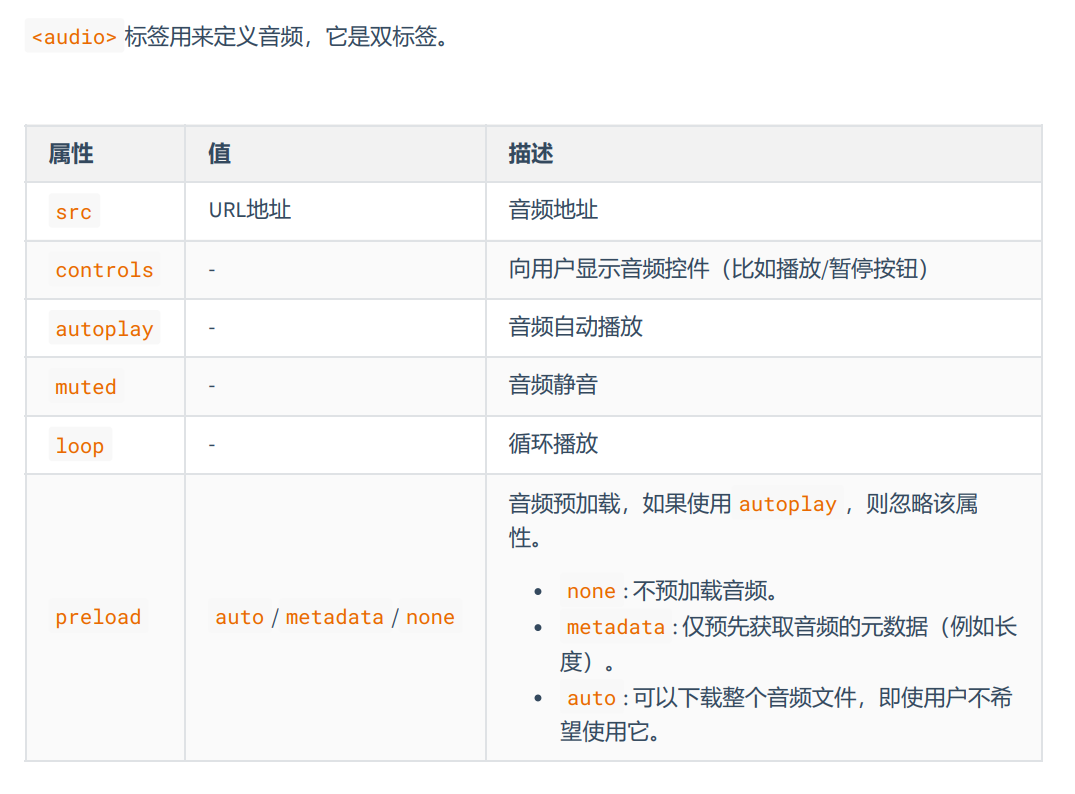 <audio> 标签用来定义音频，它是双标签。
属性 值 描述
src URL地址 音频地址
controls - 向用户显示音频控件（比如播放/暂停按钮）
autoplay - 音频自动播放
muted - 音频静音
loop - 循环播放
preload auto / metadata / none
音频预加载，如果使用 autoplay ，则忽略该属
性。
• none : 不预加载音频。
• metadata : 仅预先获取音频的元数据（例如长
度）。
• auto : 可以下载整个音频文件，即使用户不希
望使用它。